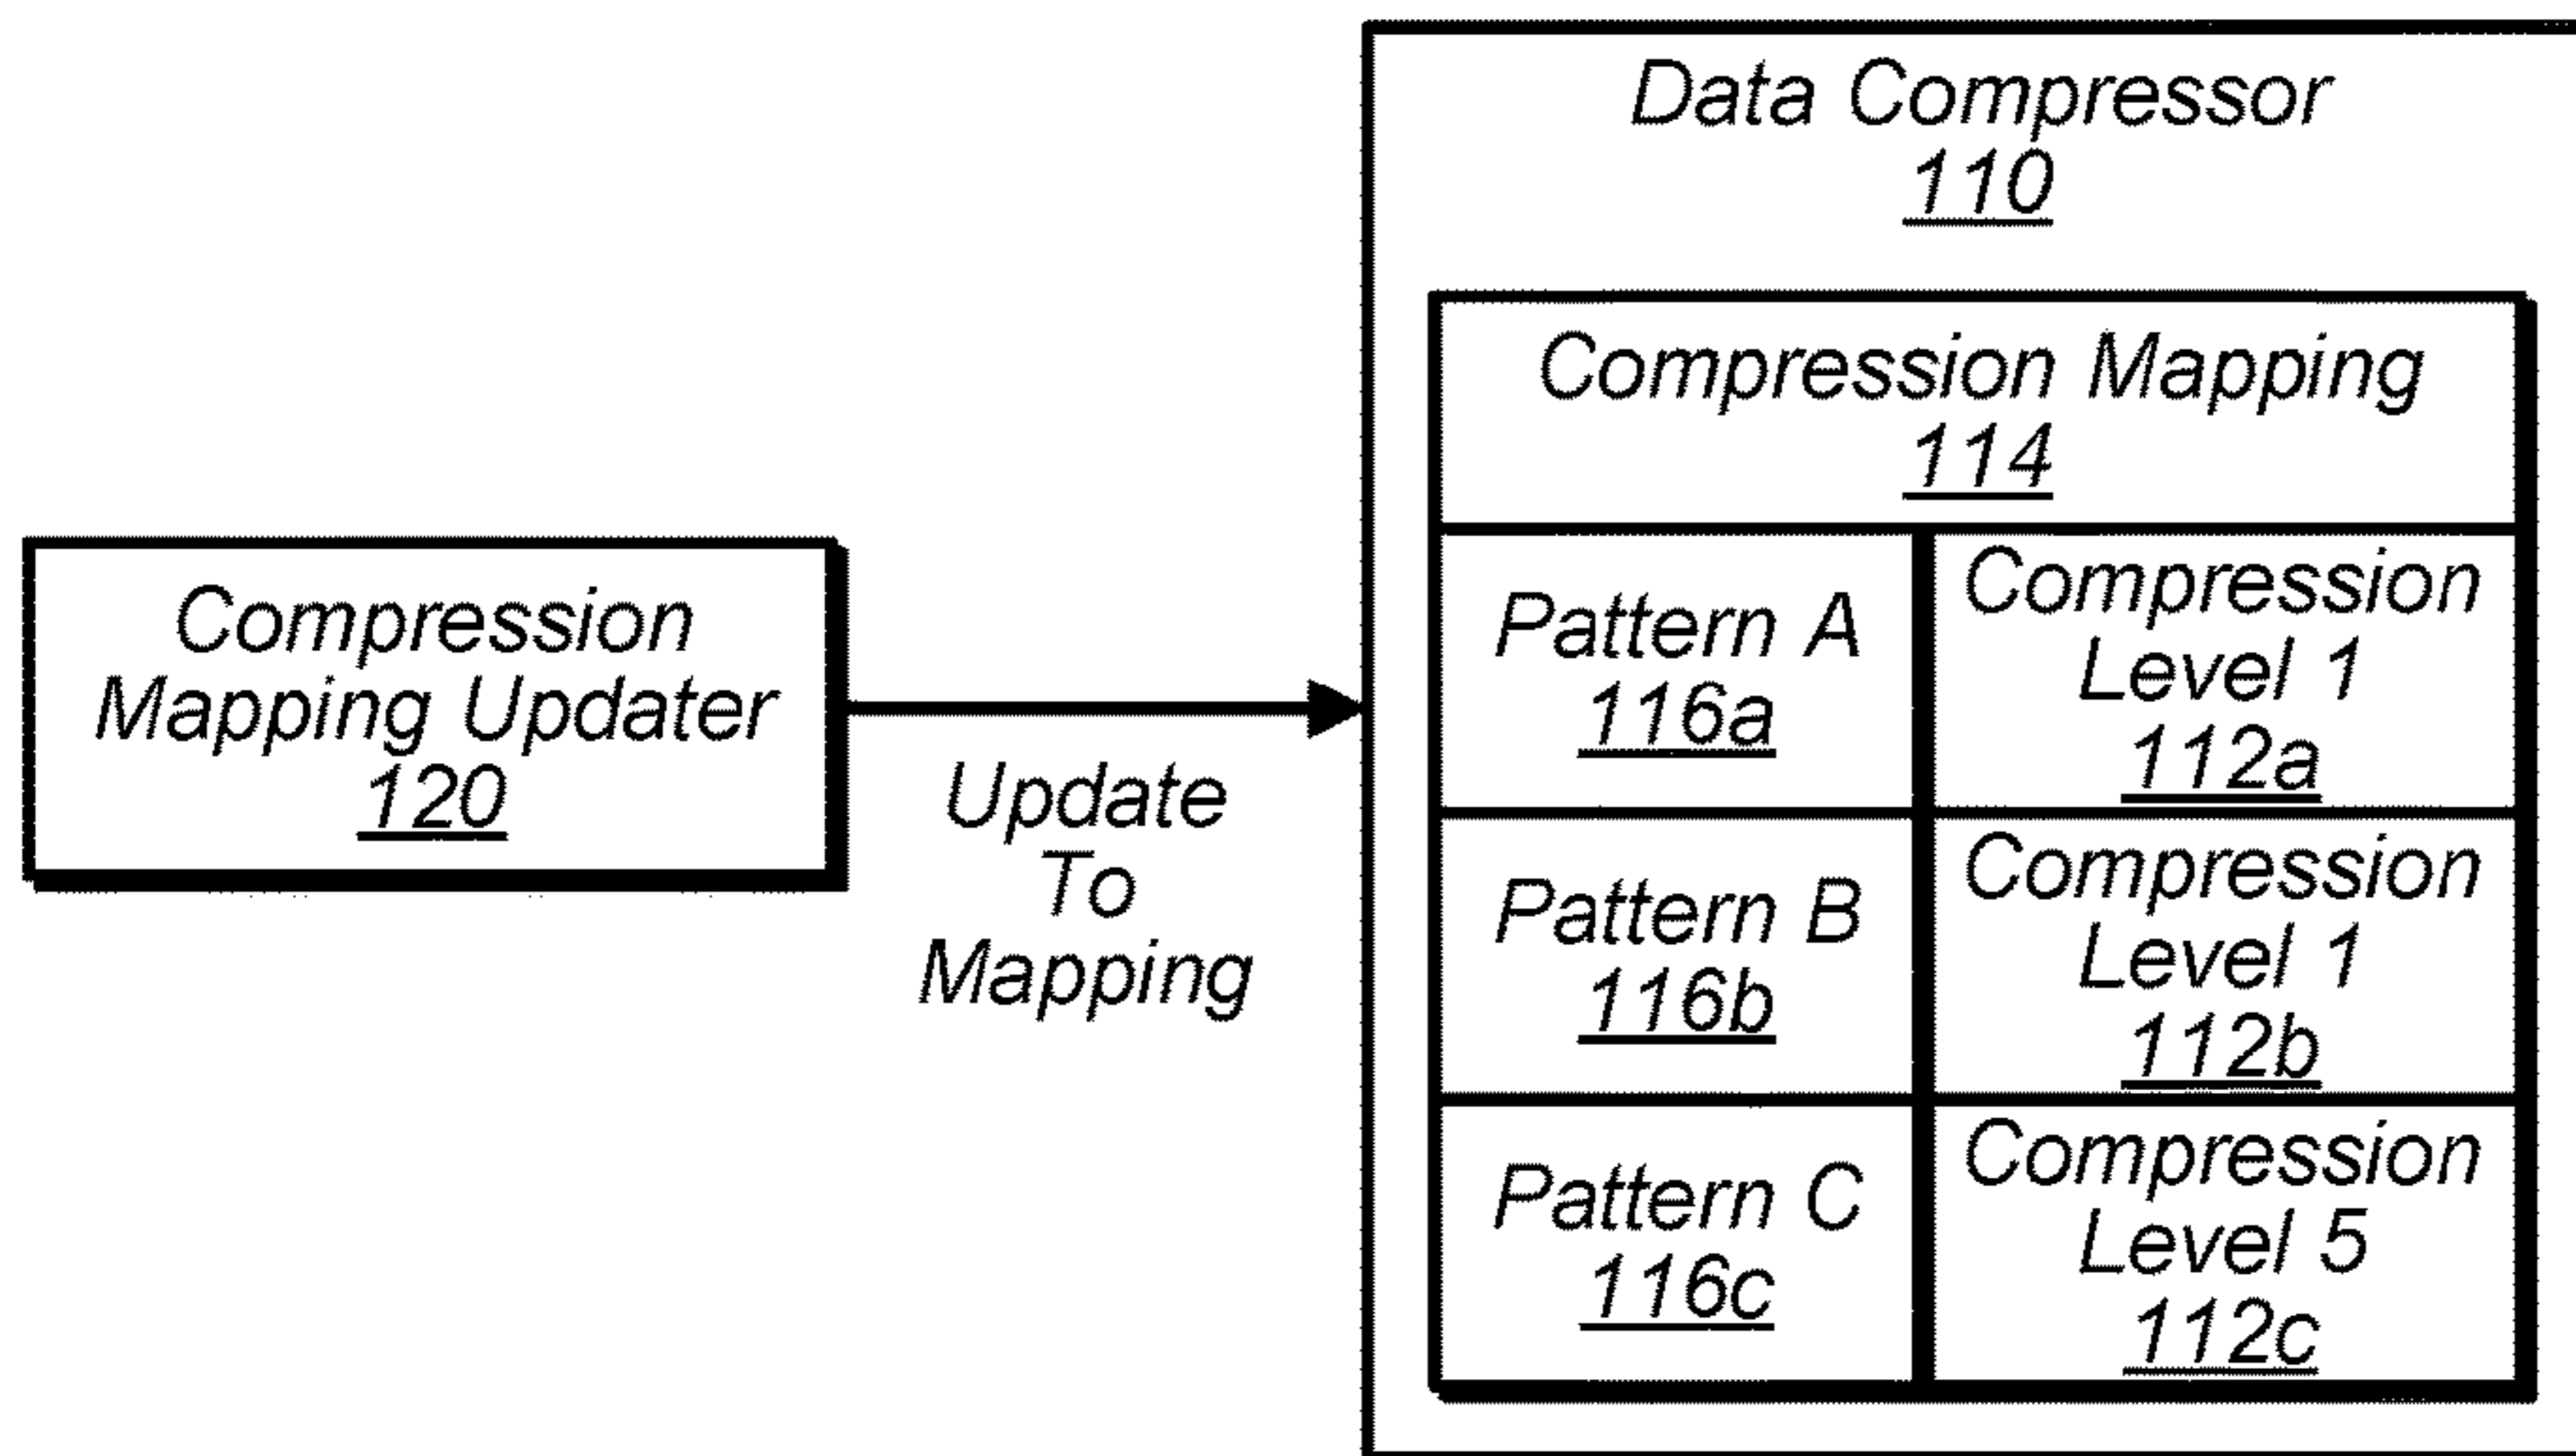 Data Compressor
110
Compression Mapping
114
Compression
Mapping Updater
120
Update
To
Mapping
Pattern A
116a
Compression
Level 1
112a
Pattern B
116b
Compression
Level 1
112b
Pattern C
116c
Compression
Level 5
112c